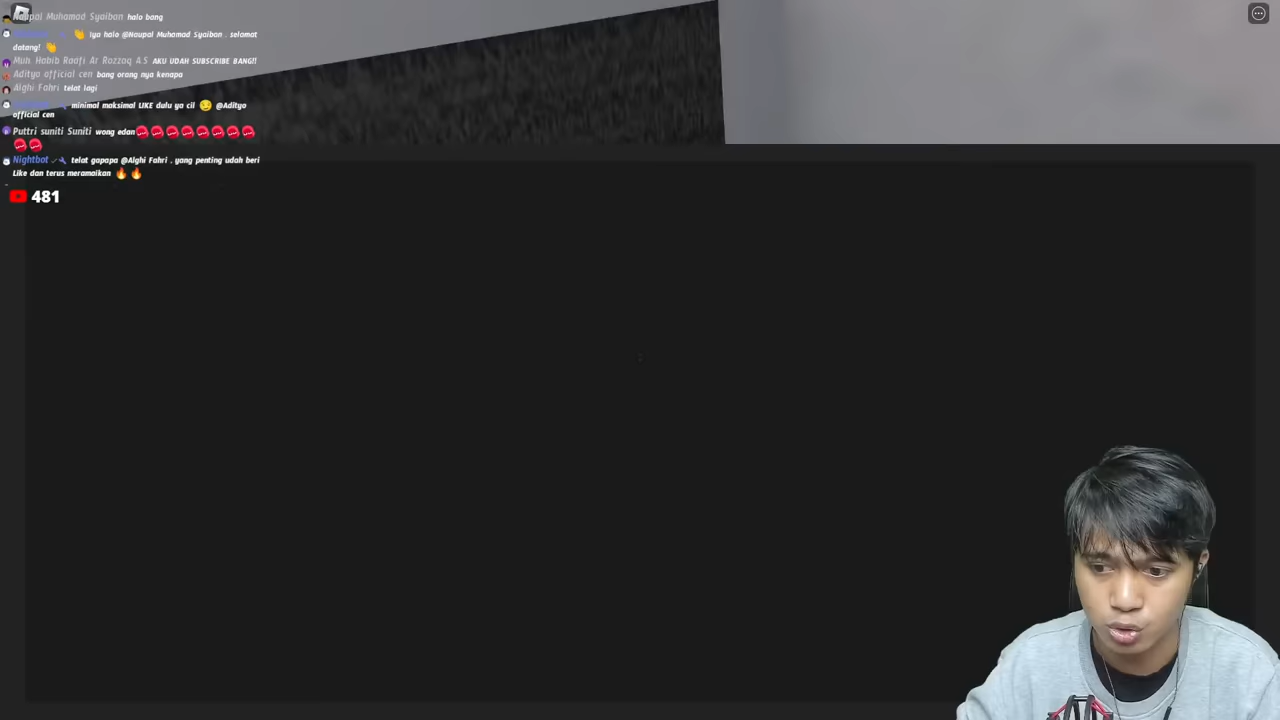 Naupal Muhamad Syaiban halo bang
Iya halo @Naupal Muhamad Syaiban , selamat
dateng!
Muh. Habib Raafi Ar Razzaq A.S AKU UDAH SUBSCRIBE BANG!!
Aditya official cen bang orang nya kenapa
Alghi Fahri telat lagi
minimal maksimal LIKE dulu ya cil 😏 @Aditya
official cen
Puttri suniti Suniti wong edan
Nightbot telat gapapa @Alghi Fahri , yang penting udah beri
Like dan terus meramaikan 🔥 🔥
481